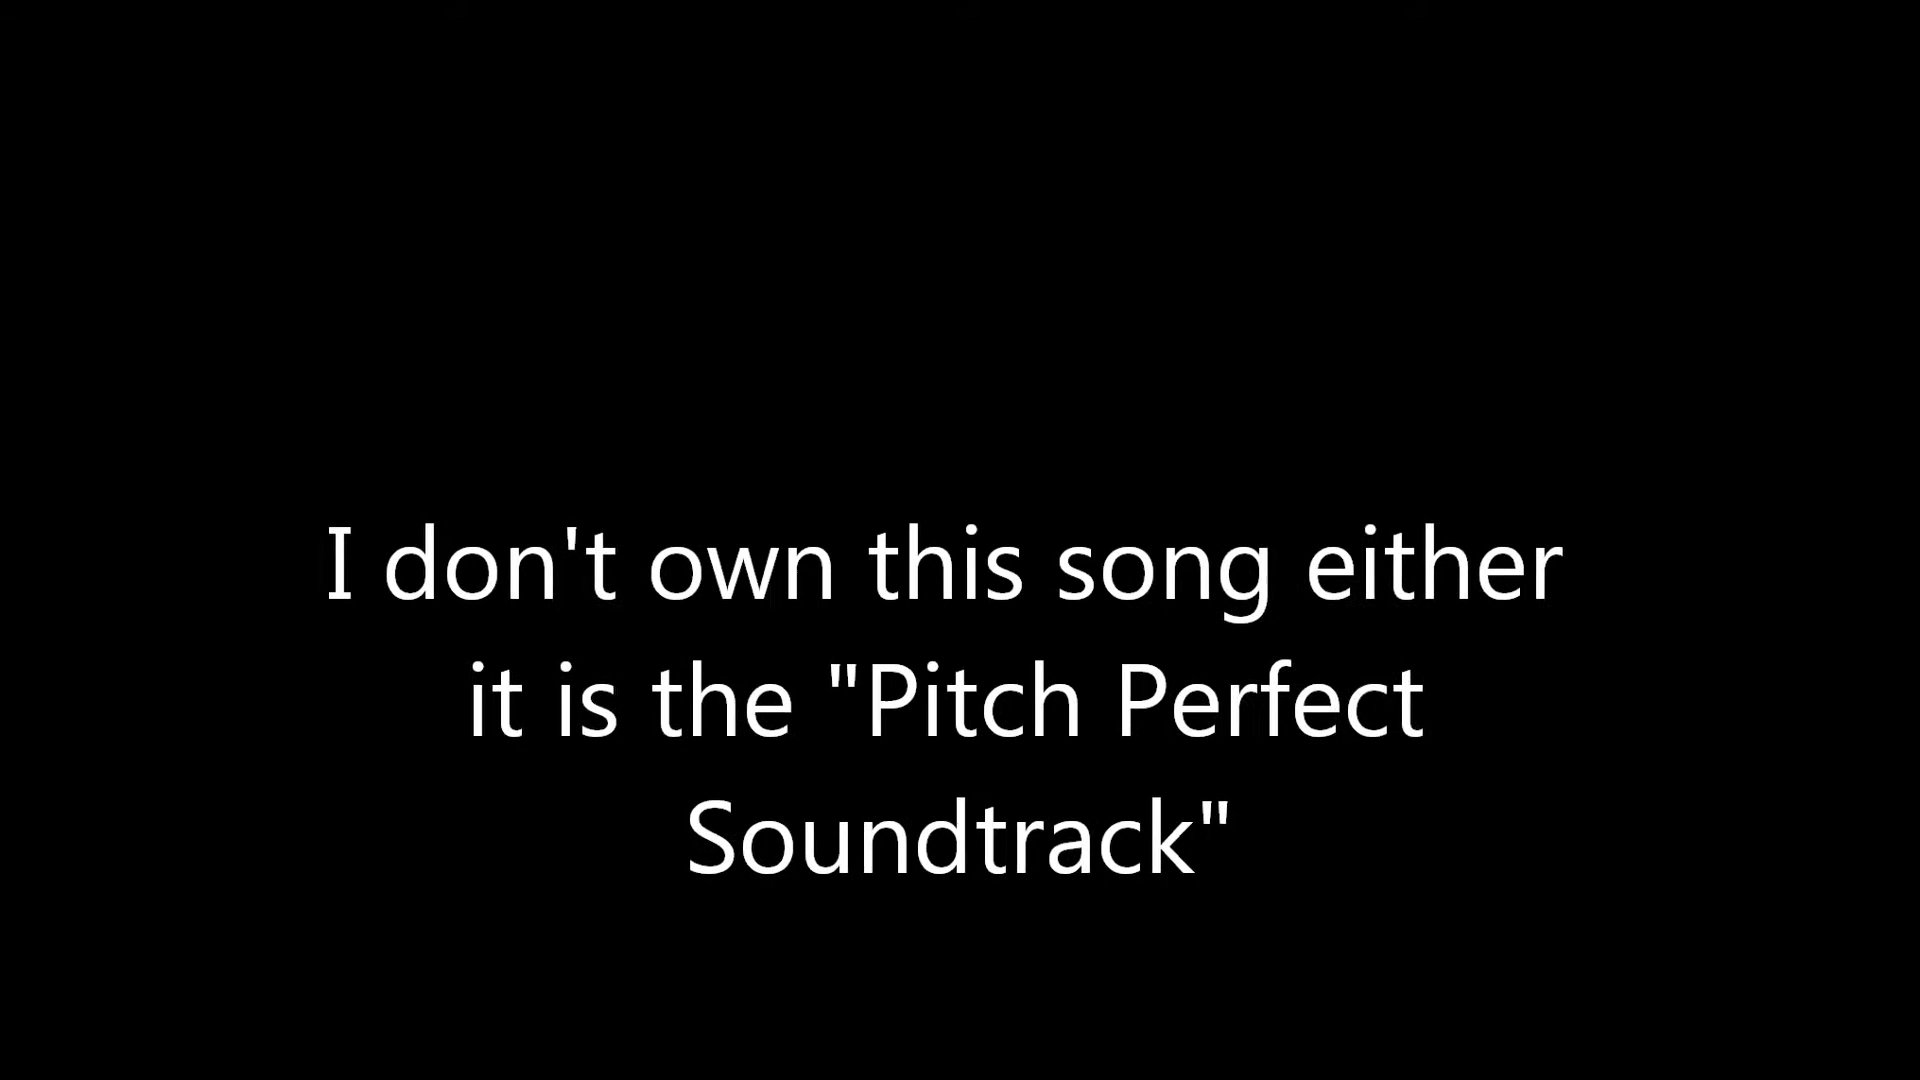 I don't own this song either
it is the "Pitch Perfect
Soundtrack"